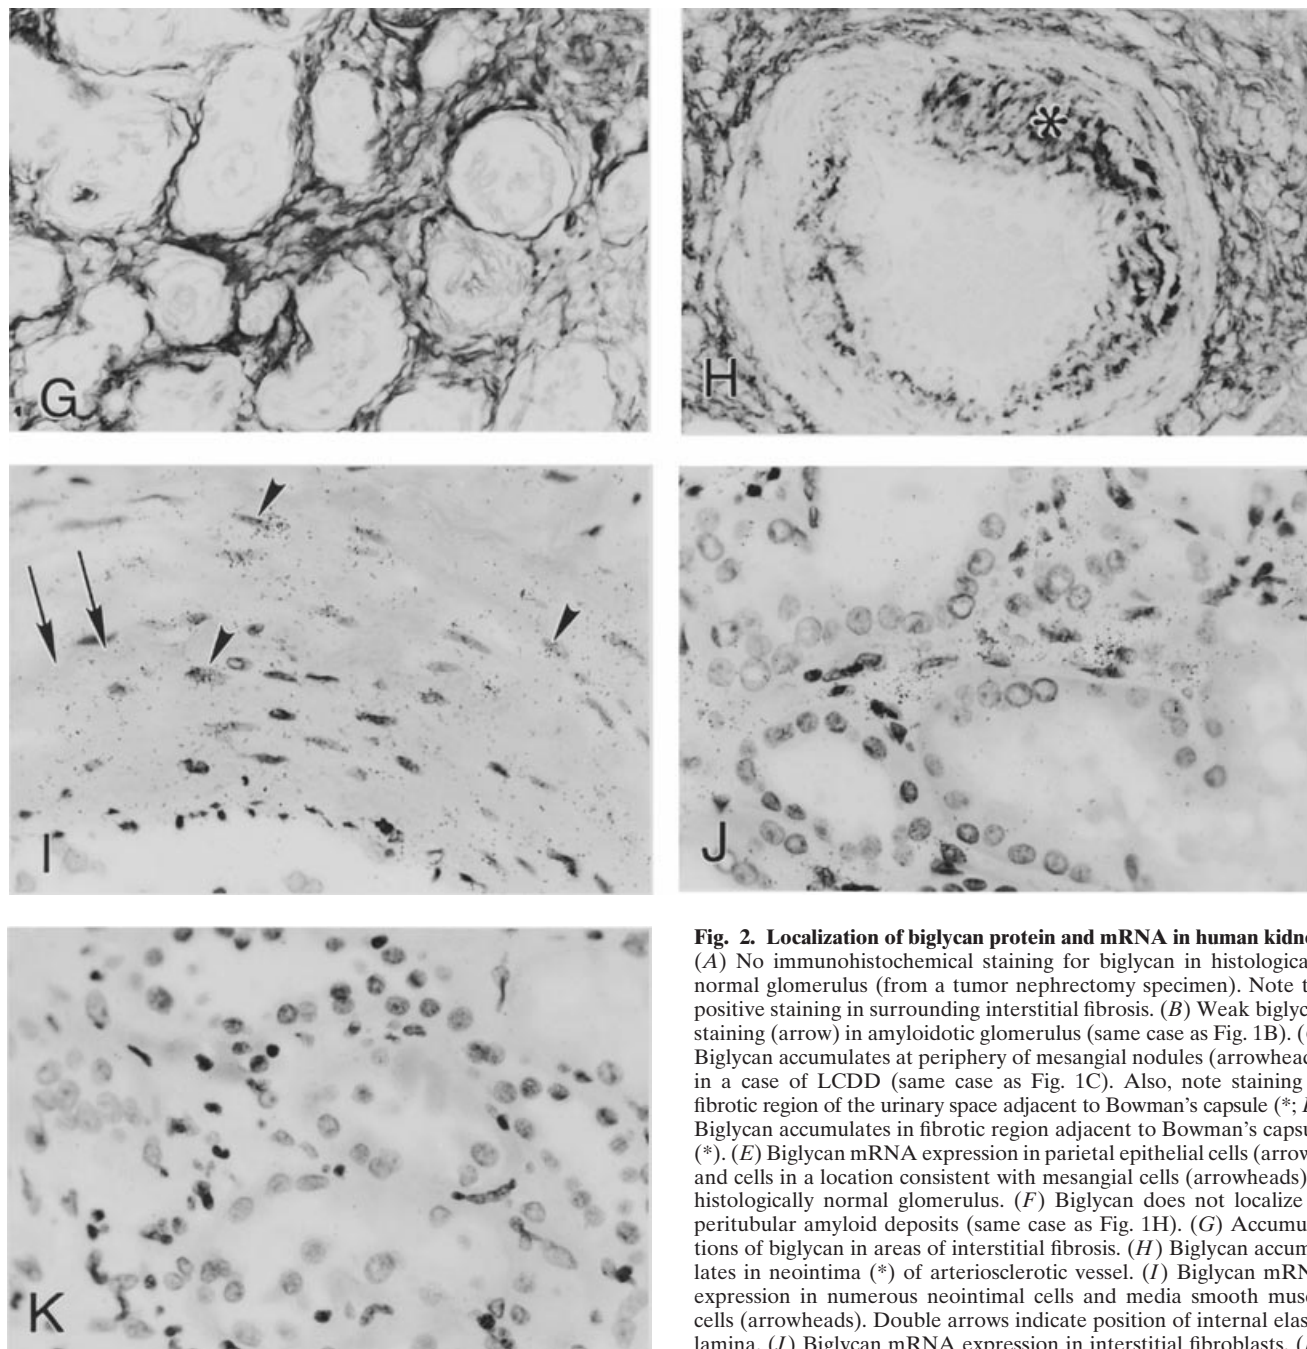 G
H
*
I
J
K
Fig. 2. Localization of biglycan protein and mRNA in human kidne
(A) No immunohistochemical staining for biglycan in histologica
normal glomerulus (from a tumor nephrectomy specimen). Note t
positive staining in surrounding interstitial fibrosis. (B) Weak biglyc
staining (arrow) in amyloidotic glomerulus (same case as Fig. 1B). (
Biglycan accumulates at periphery of mesangial nodules (arrowhead
in a case of LCDD (same case as Fig. 1C). Also, note staining
fibrotic region of the urinary space adjacent to Bowman's capsule (*;
Biglycan accumulates in fibrotic region adjacent to Bowman's capsu
(*). (E) Biglycan mRNA expression in parietal epithelial cells (arrow
and cells in a location consistent with mesangial cells (arrowheads)
histologically normal glomerulus. (F) Biglycan does not localize
peritubular amyloid deposits (same case as Fig. 1H). (G) Accumu
tions of biglycan in areas of interstitial fibrosis. (H) Biglycan accum
lates in neointima (*) of arteriosclerotic vessel. (I) Biglycan mRN
expression in numerous neointimal cells and media smooth musc
cells (arrowheads). Double arrows indicate position of internal elas
lamina. (J) Biglycan mRNA expression in interstitial fibroblasts. (